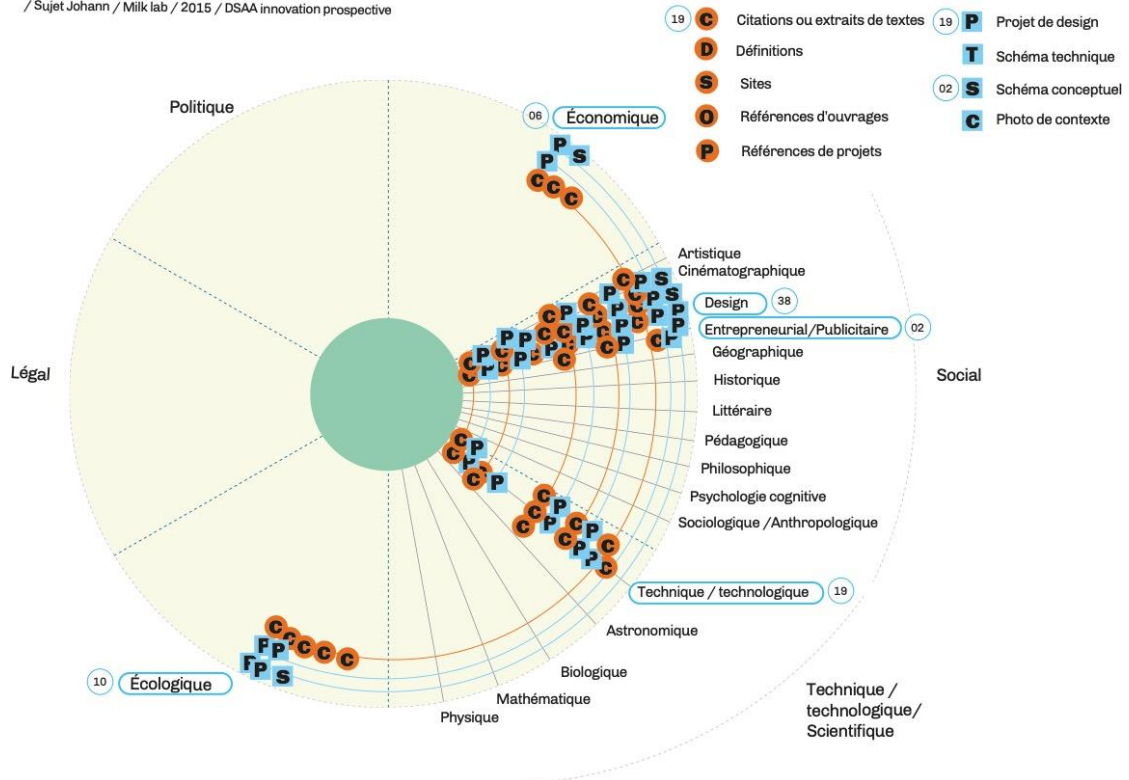 / Sujet Johann / Milk lab / 2015 / DSAA innovation prospective
19 C Citations ou extraits de textes
D Définitions
S Sites
O Références d'ouvrages
P Références de projets
19 P Projet de design
T Schéma technique
02 S Schéma conceptuel
C Photo de contexte
Politique
06 Économique
P
P S
C C C
Artistique
Cinématographique
Design 38
Entrepreneurial/Publicitaire 02
Géographique
Historique
Littéraire
Pédagogique
Philosophique
Psychologie cognitive
Sociologique /Anthropologique
Social
Légal
Technique / technologique 19
Astronomique
Biologique
Mathématique
Physique
Technique /
technologique/
Scientifique
10 Écologique
C C C C C
P P
P P S